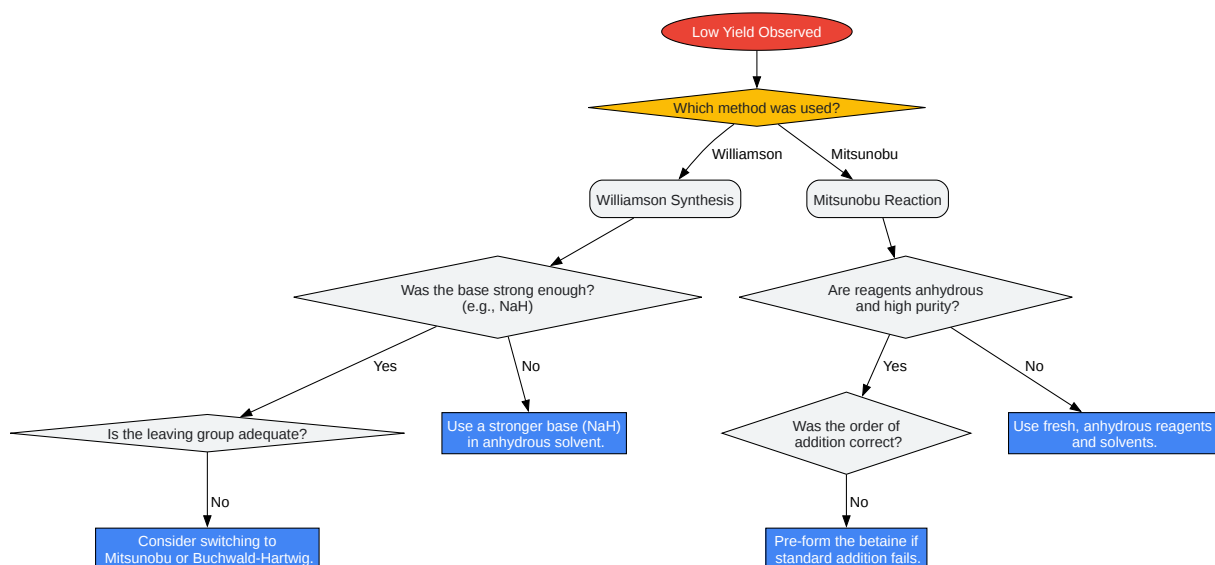 Low Yield Observed
Which method was used?
Williamson
Mitsunobu
Williamson Synthesis
Mitsunobu Reaction
Was the base strong enough?
(e.g., NaH)
Are reagents anhydrous
and high purity?
Yes
No
Yes
No
Is the leaving group adequate?
Use a stronger base (NaH)
in anhydrous solvent.
Was the order of
addition correct?
Use fresh, anhydrous reagents
and solvents.
No
No
Consider switching to
Mitsunobu or Buchwald-Hartwig.
Pre-form the betaine if
standard addition fails.